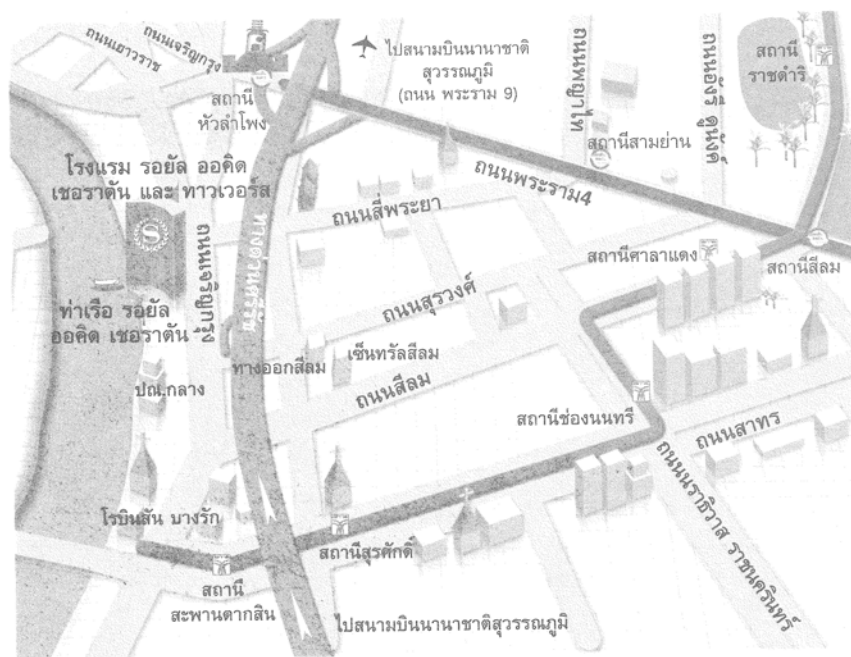 ถนนเยาวราช
ถนนเจริญกรุง
สถานี
หัวลำโพง
ไปสนามบินนานาชาติ
สุวรรณภูมิ
(ถนน พระราม 9)
ถนนพญาไท
ถนนอังรี ดูนังต์
สถานี
ราชดำริ
สถานีสามย่าน
ถนนพระราม4
โรงแรม รอยัล ออคิด
เชอราตัน และ ทาวเวอร์ส
S
ถนนเจริญกรุง
ทางด่วนศรีรัช
ถนนสี่พระยา
สถานีศาลาแดง
สถานีสีลม
ท่าเรือ รอยัล
ออคิด เชอราตัน
ถนนสุรวงศ์
ทางออกสีลม
เซ็นทรัลสีลม
ปณ.กลาง
ถนนสีลม
สถานีช่องนนทรี
ถนนสาทร
ถนนนราธิวาส ราชนครินทร์
โรบินสัน บางรัก
สถานีสุรศักดิ์
สถานี
สะพานตากสิน
ไปสนามบินนานาชาติสุวรรณภูมิ